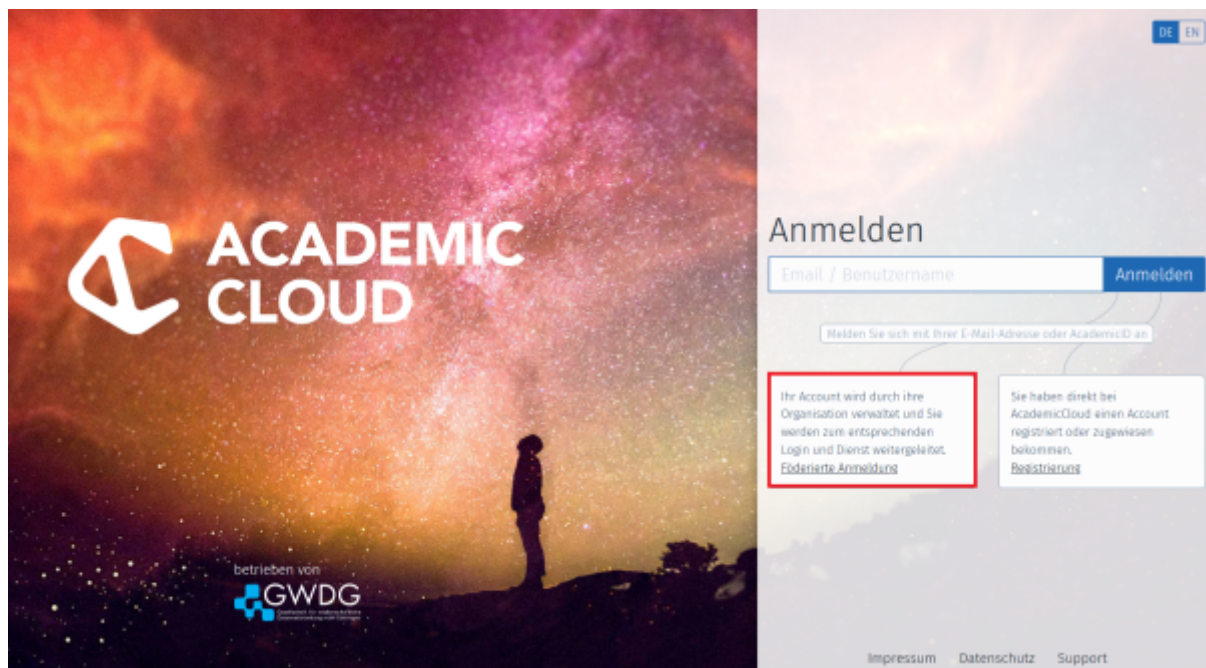 DE EN
ACADEMIC
CLOUD
betrieben von
GWDG
Anmelden
Email / Benutzername
Anmelden
Melden Sie sich mit Ihrer E-Mail-Adresse oder AcademicID an
Ihr Account wird durch ihre
Organisation verwaltet und Sie
werden zum entsprechenden
Login und Dienst weitergeleitet.
Föderierte Anmeldung
Sie haben direkt bei
AcademicCloud einen Account
registriert oder zugewiesen
bekommen.
Registrierung
Impressum Datenschutz Support